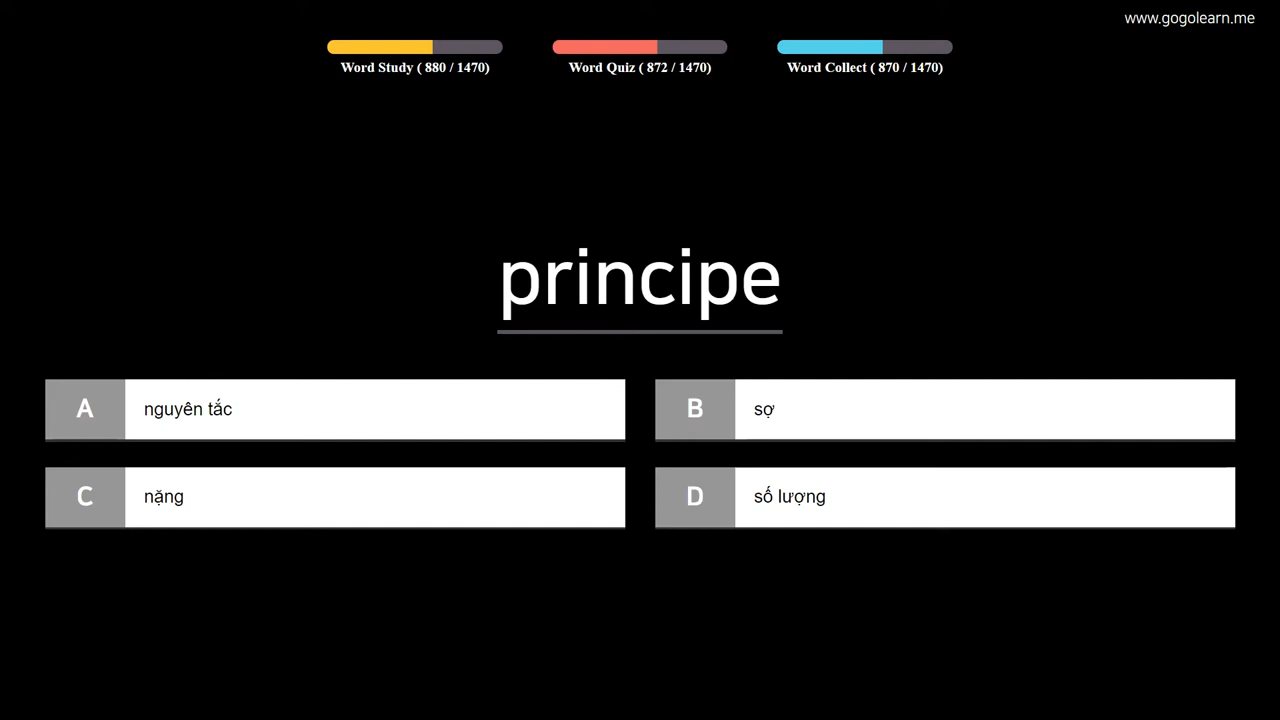 www.gogolearn.me
Word Study ( 880 / 1470) Word Quiz ( 872 / 1470) Word Collect ( 870 / 1470)
principe
A nguyên tắc
B sợ
C nặng
D số lượng